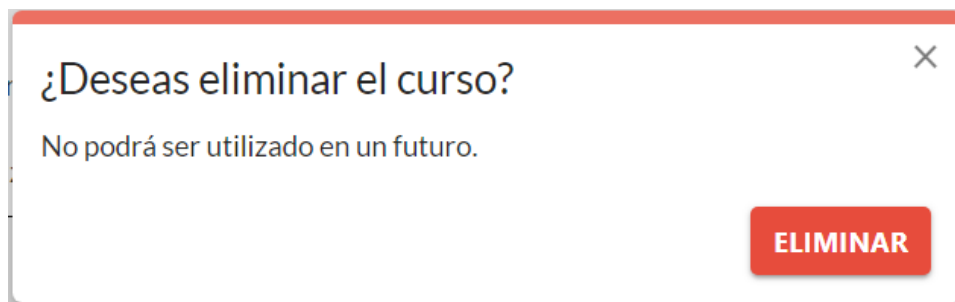 ¿Deseas eliminar el curso?
No podrá ser utilizado en un futuro.
ELIMINAR